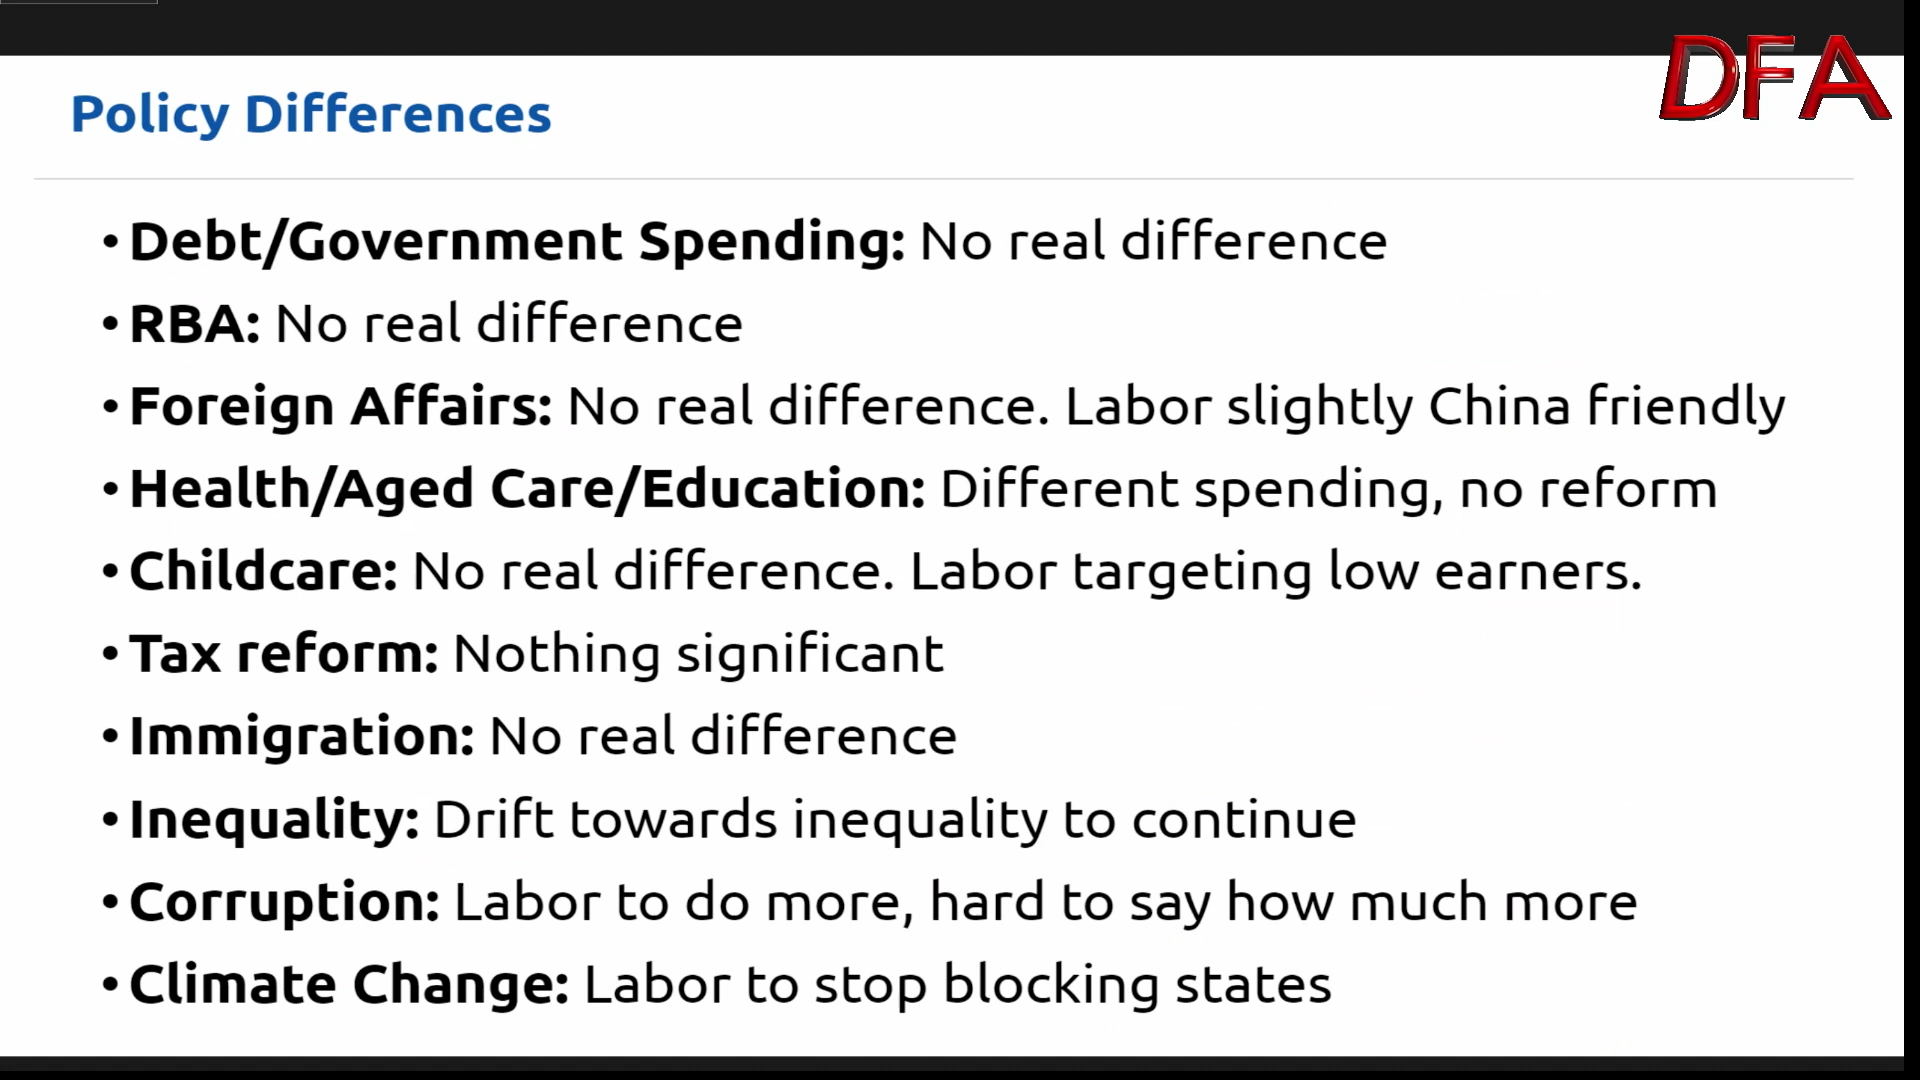 DFA
Policy Differences
• Debt/Government Spending: No real difference
• RBA: No real difference
• Foreign Affairs: No real difference. Labor slightly China friendly
• Health/Aged Care/Education: Different spending, no reform
• Childcare: No real difference. Labor targeting low earners.
• Tax reform: Nothing significant
• Immigration: No real difference
• Inequality: Drift towards inequality to continue
• Corruption: Labor to do more, hard to say how much more
• Climate Change: Labor to stop blocking states